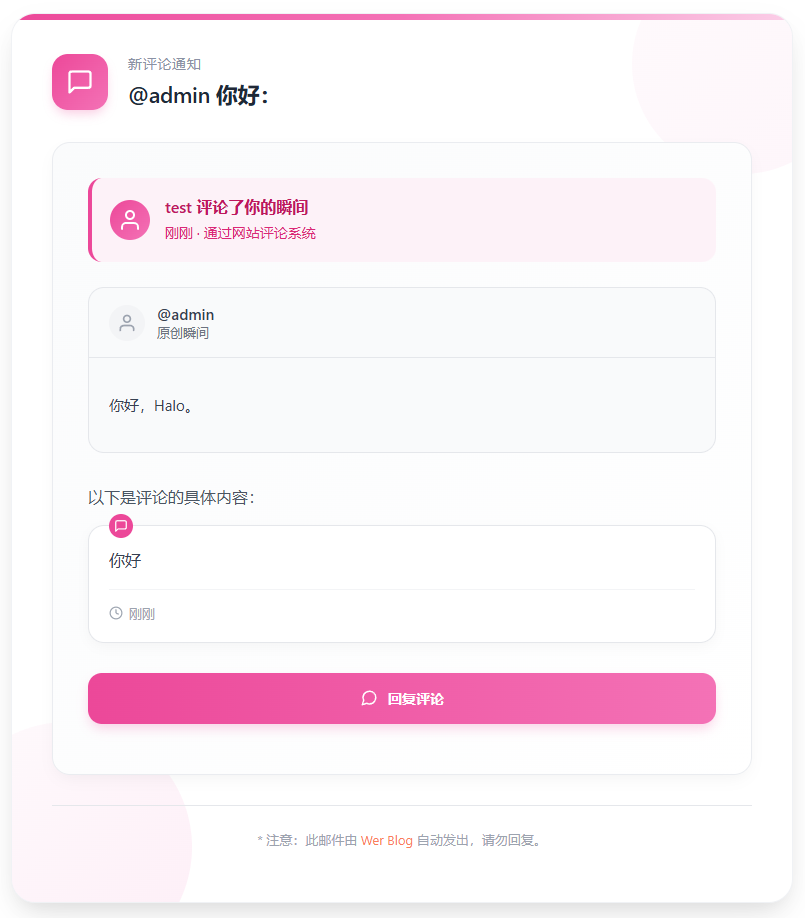 新评论通知
@admin 你好：
test 评论了你的瞬间
刚刚 · 通过网站评论系统
@admin
原创瞬间
你好，Halo。
以下是评论的具体内容：
你好
刚刚
回复评论
* 注意：此邮件由 Wer Blog 自动发出，请勿回复。